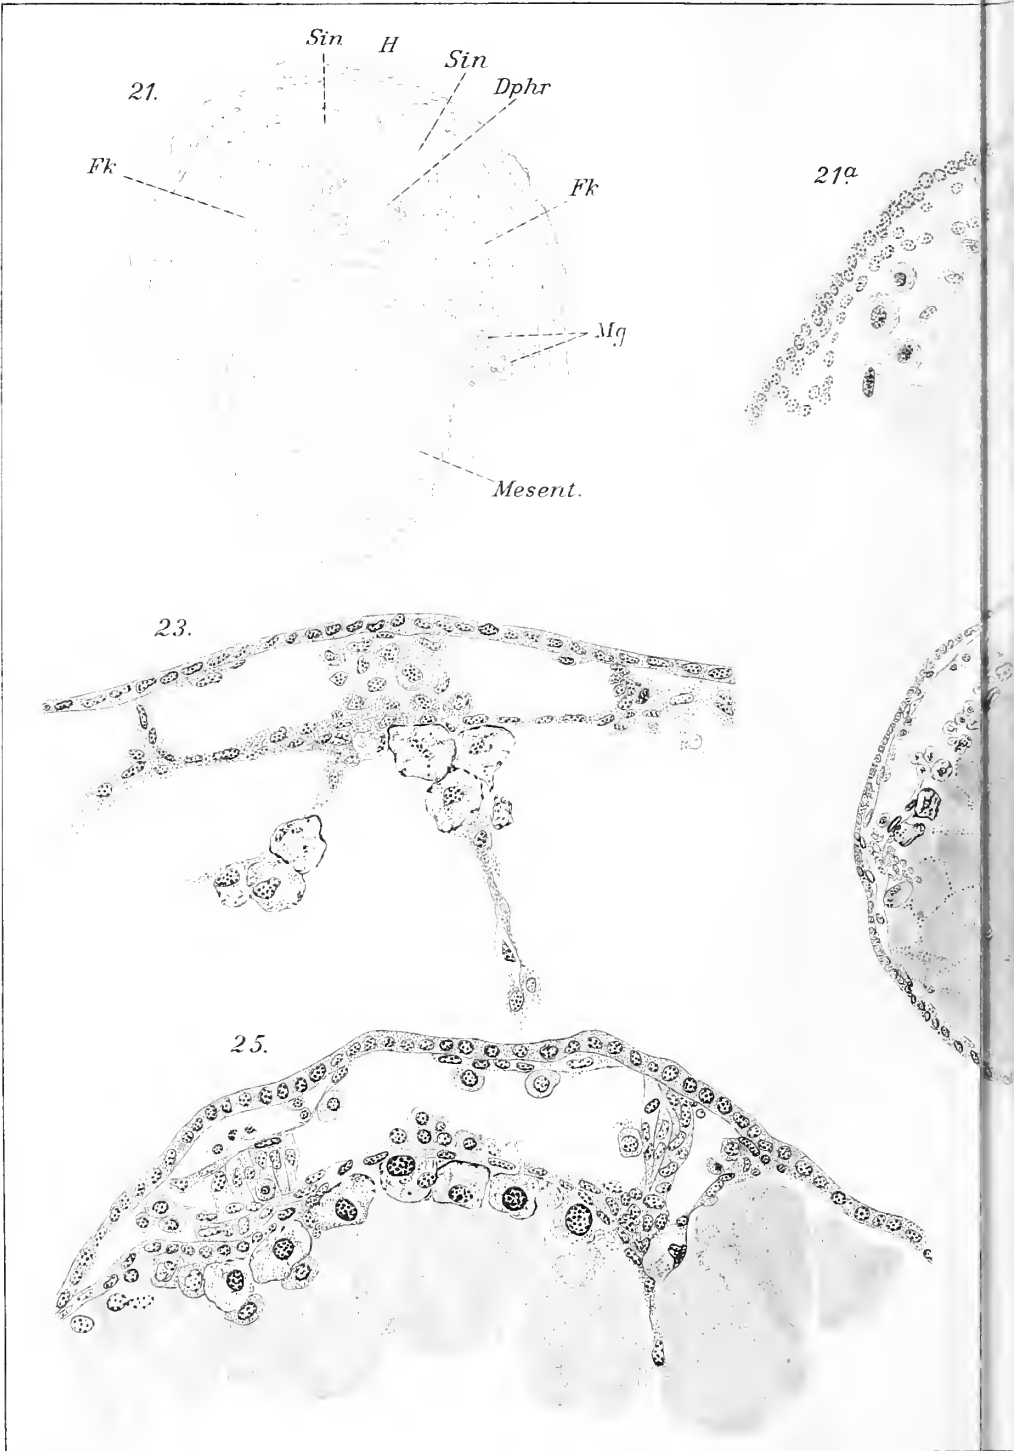 Sin H
Sin
21.
Dphr
Fk
Fk
21a
Mg
Mesent.
23.
25.